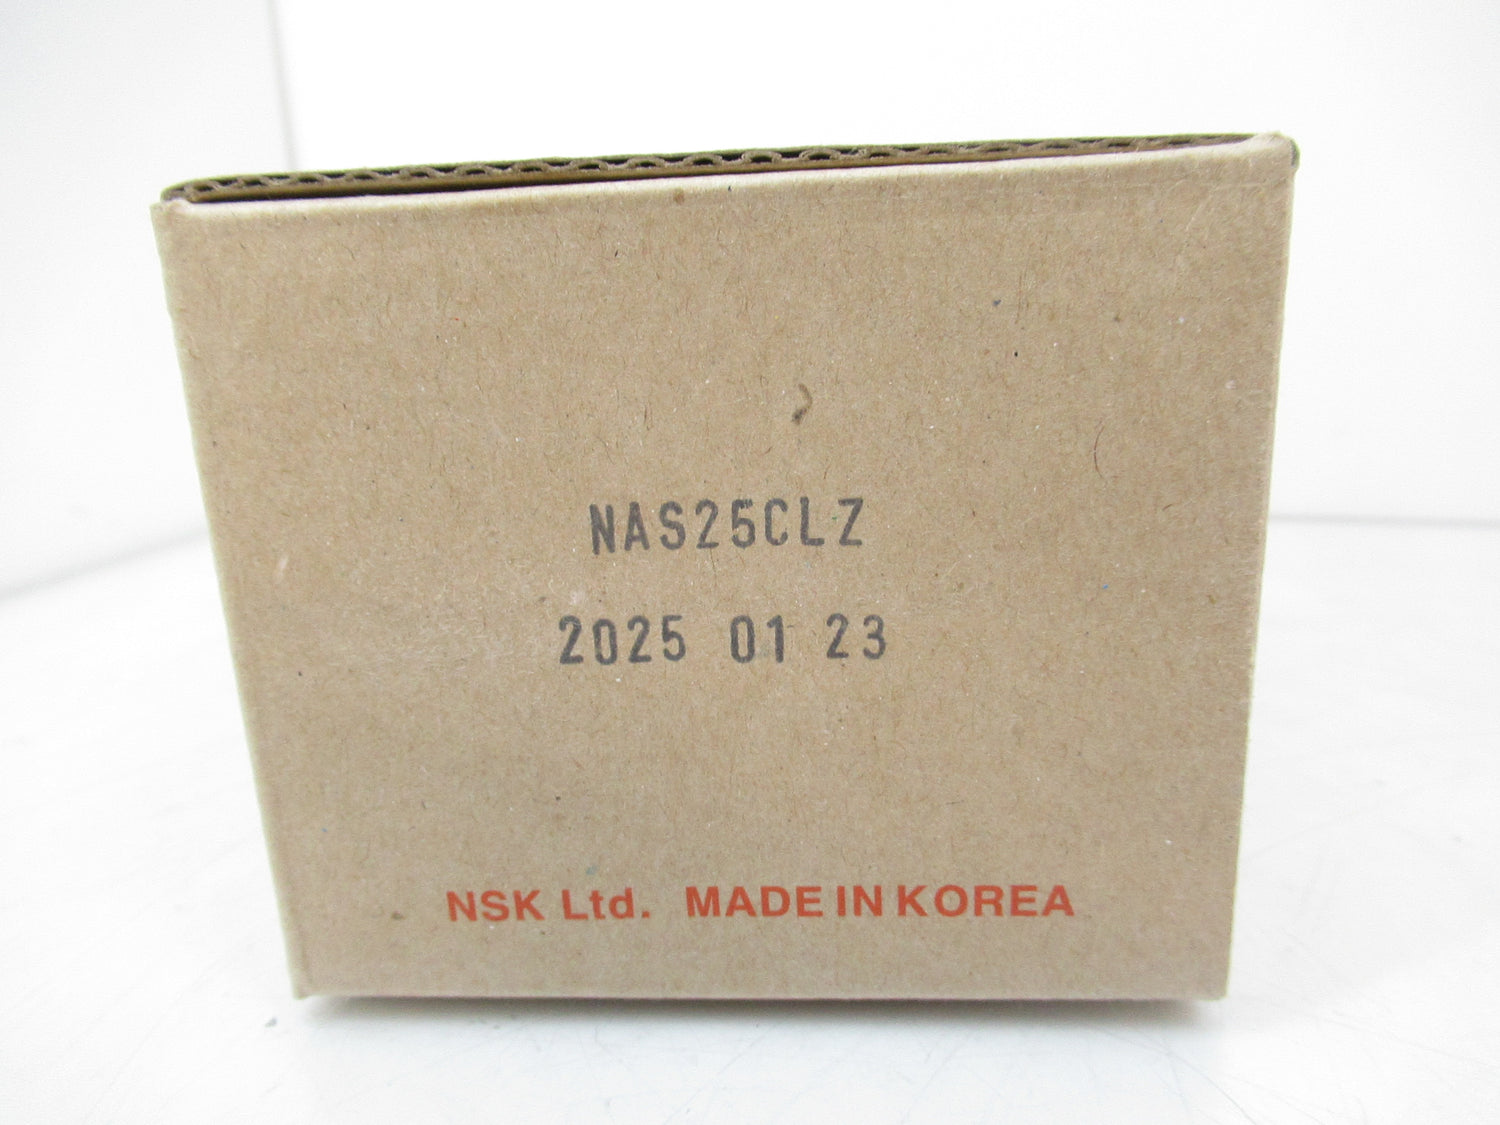 NAS25CLZ
2025 01 23
NSK Ltd. MADE IN KOREA